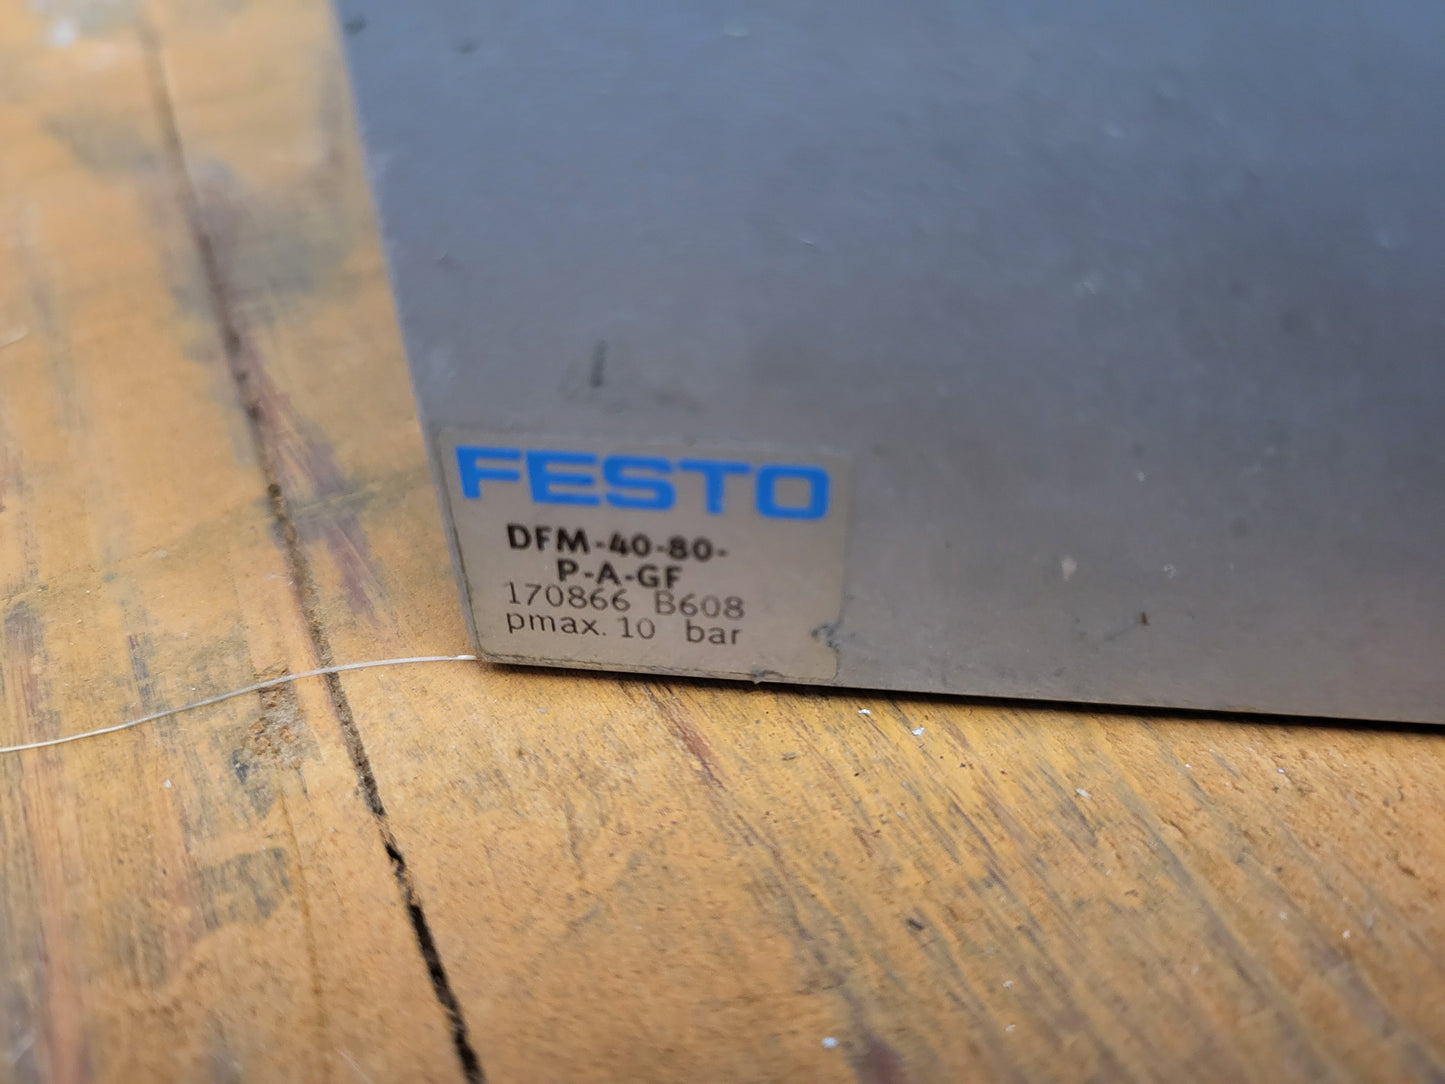 FESTO
DFM-40-80-
P-A-GF
170866 B608
pmax. 10 bar